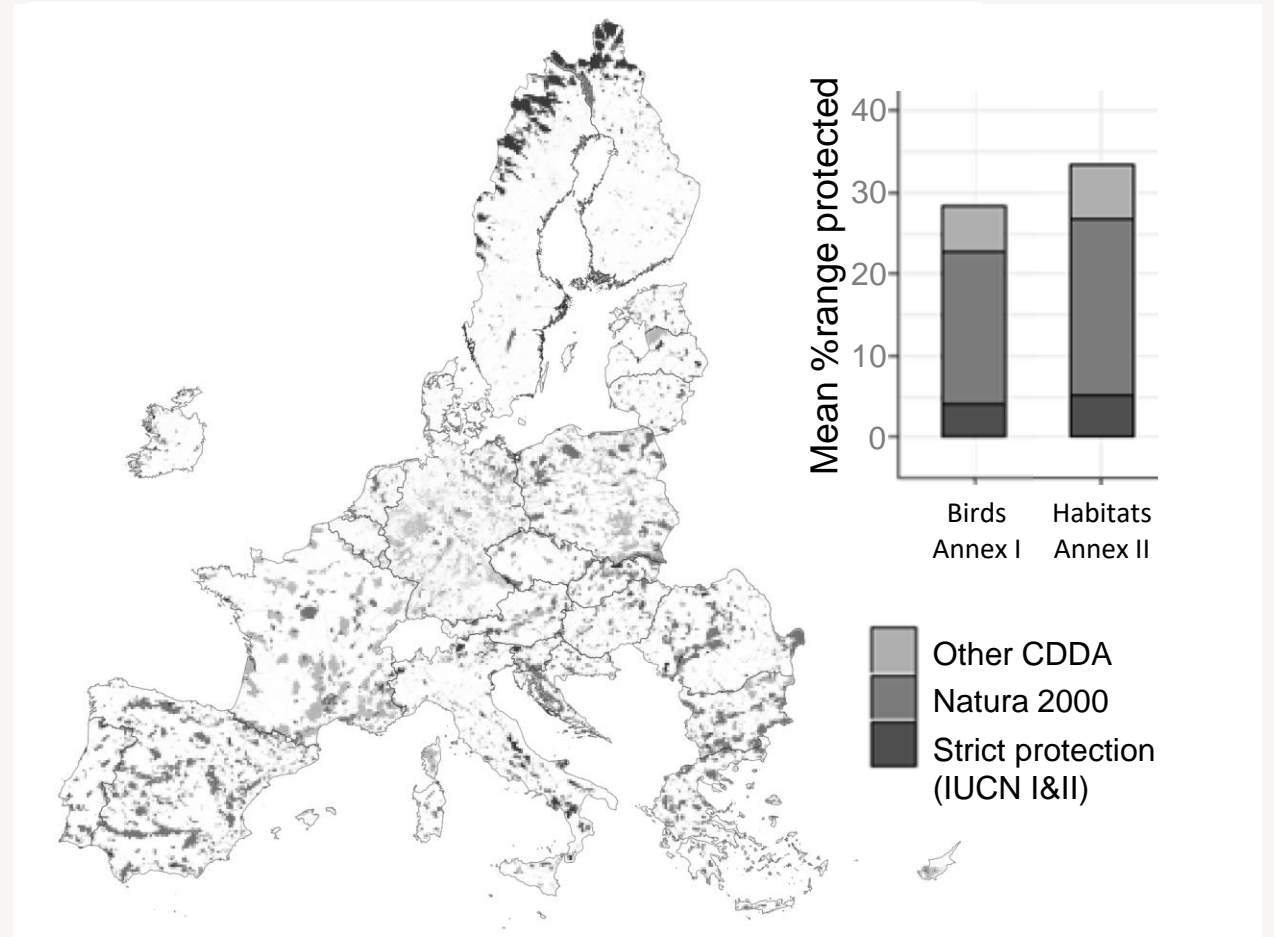 Mean %range protected
40
30
20
10
0
Birds
Annex I
Habitats
Annex II
Other CDDA
Natura 2000
Strict protection
(IUCN I&II)